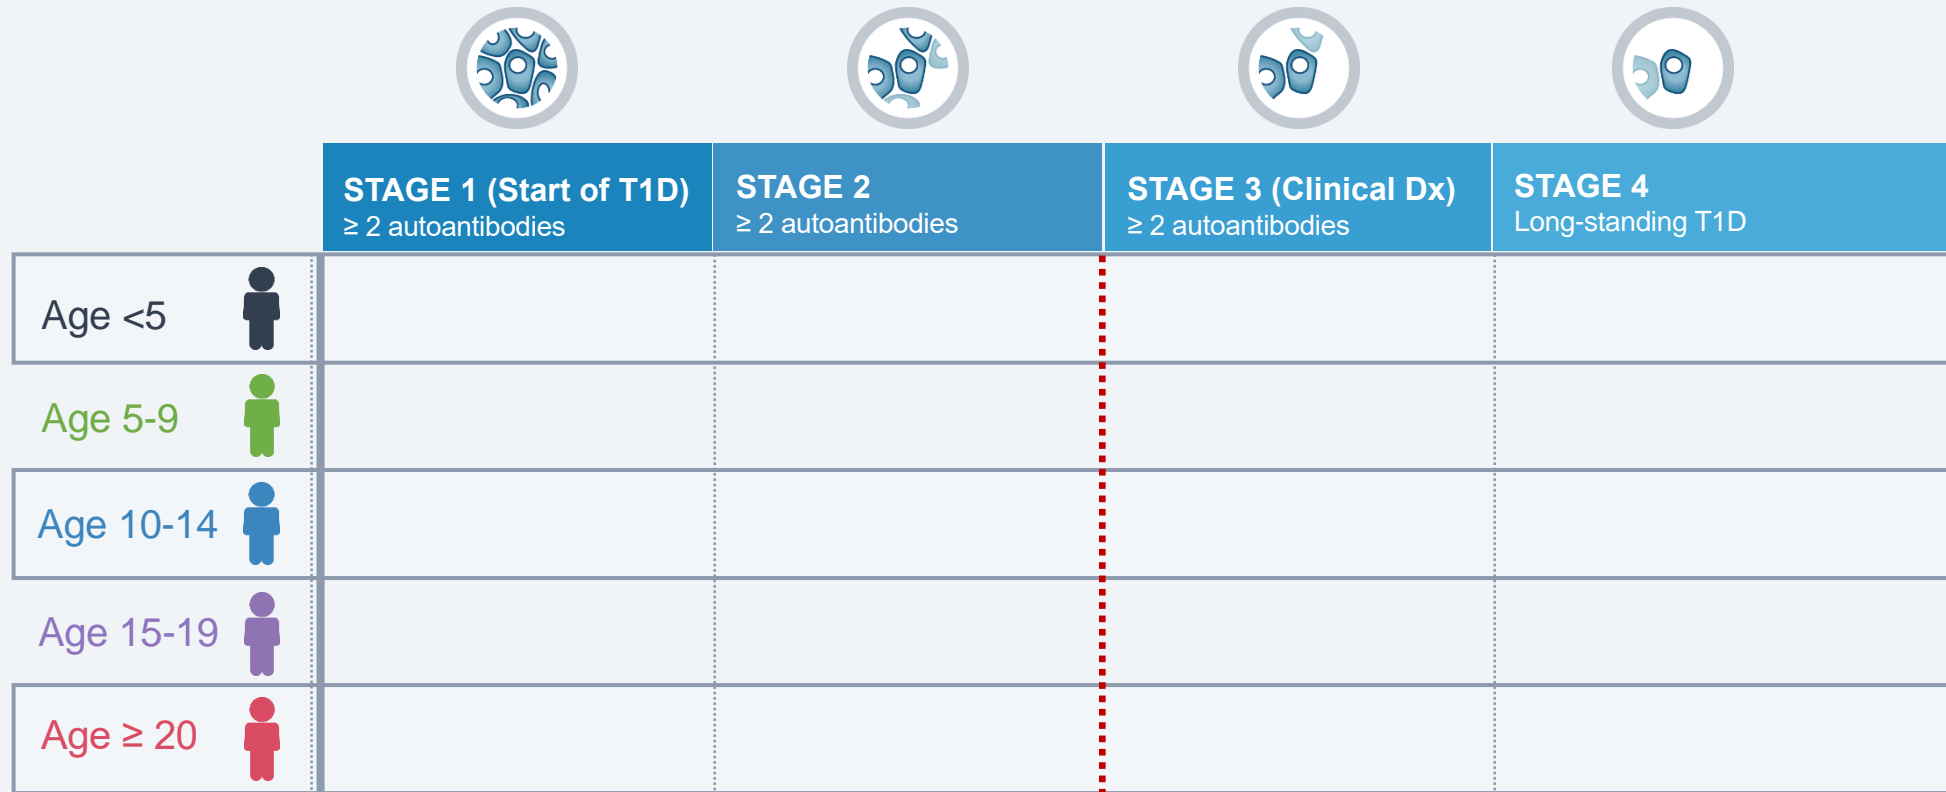 STAGE 1 (Start of T1D)
≥ 2 autoantibodies
STAGE 2
≥ 2 autoantibodies
STAGE 3 (Clinical Dx)
≥ 2 autoantibodies
STAGE 4
Long-standing T1D
Age <5
Age 5-9
Age 10-14
Age 15-19
Age ≥ 20